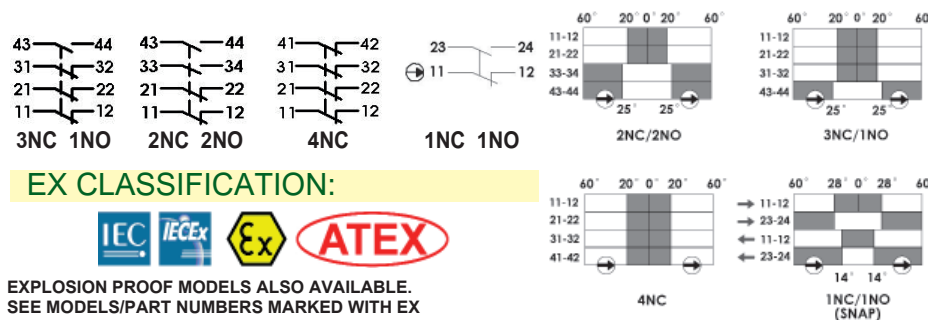 43 44
31 32
21 22
11 12
3NC 1NO
43 44
33 34
21 22
11 12
2NC 2NO
41 42
31 32
21 22
11 12
4NC
23 24
11 12
1NC 1NO
60° 20° 0° 20° 60°
11-12
21-22
33-34
43-44
25° 25°
2NC/2NO
60° 20° 0° 20° 60°
11-12
21-22
31-32
43-44
25° 25°
3NC/1NO
EX CLASSIFICATION:
IEC IECEx Ex ATEX
EXPLOSION PROOF MODELS ALSO AVAILABLE.
SEE MODELS/PART NUMBERS MARKED WITH EX
60° 20° 0° 20° 60°
11-12
21-22
31-32
41-42
4NC
60° 28° 0° 28° 60°
11-12
23-24
11-12
23-24
14° 14°
1NC/1NO
(SNAP)